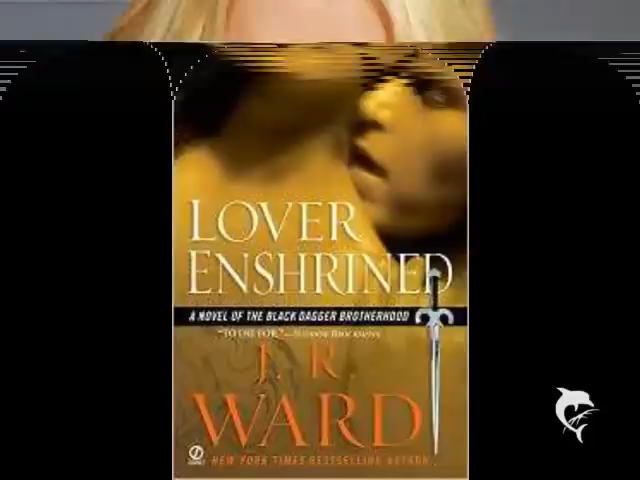 LOVER
ENSHRINED
A NOVEL OF THE BLACK DAGGER BROTHERHOOD
"TO DIE FOR."
J. R.
WARD
NEW YORK TIMES BESTSELLING AUTHOR